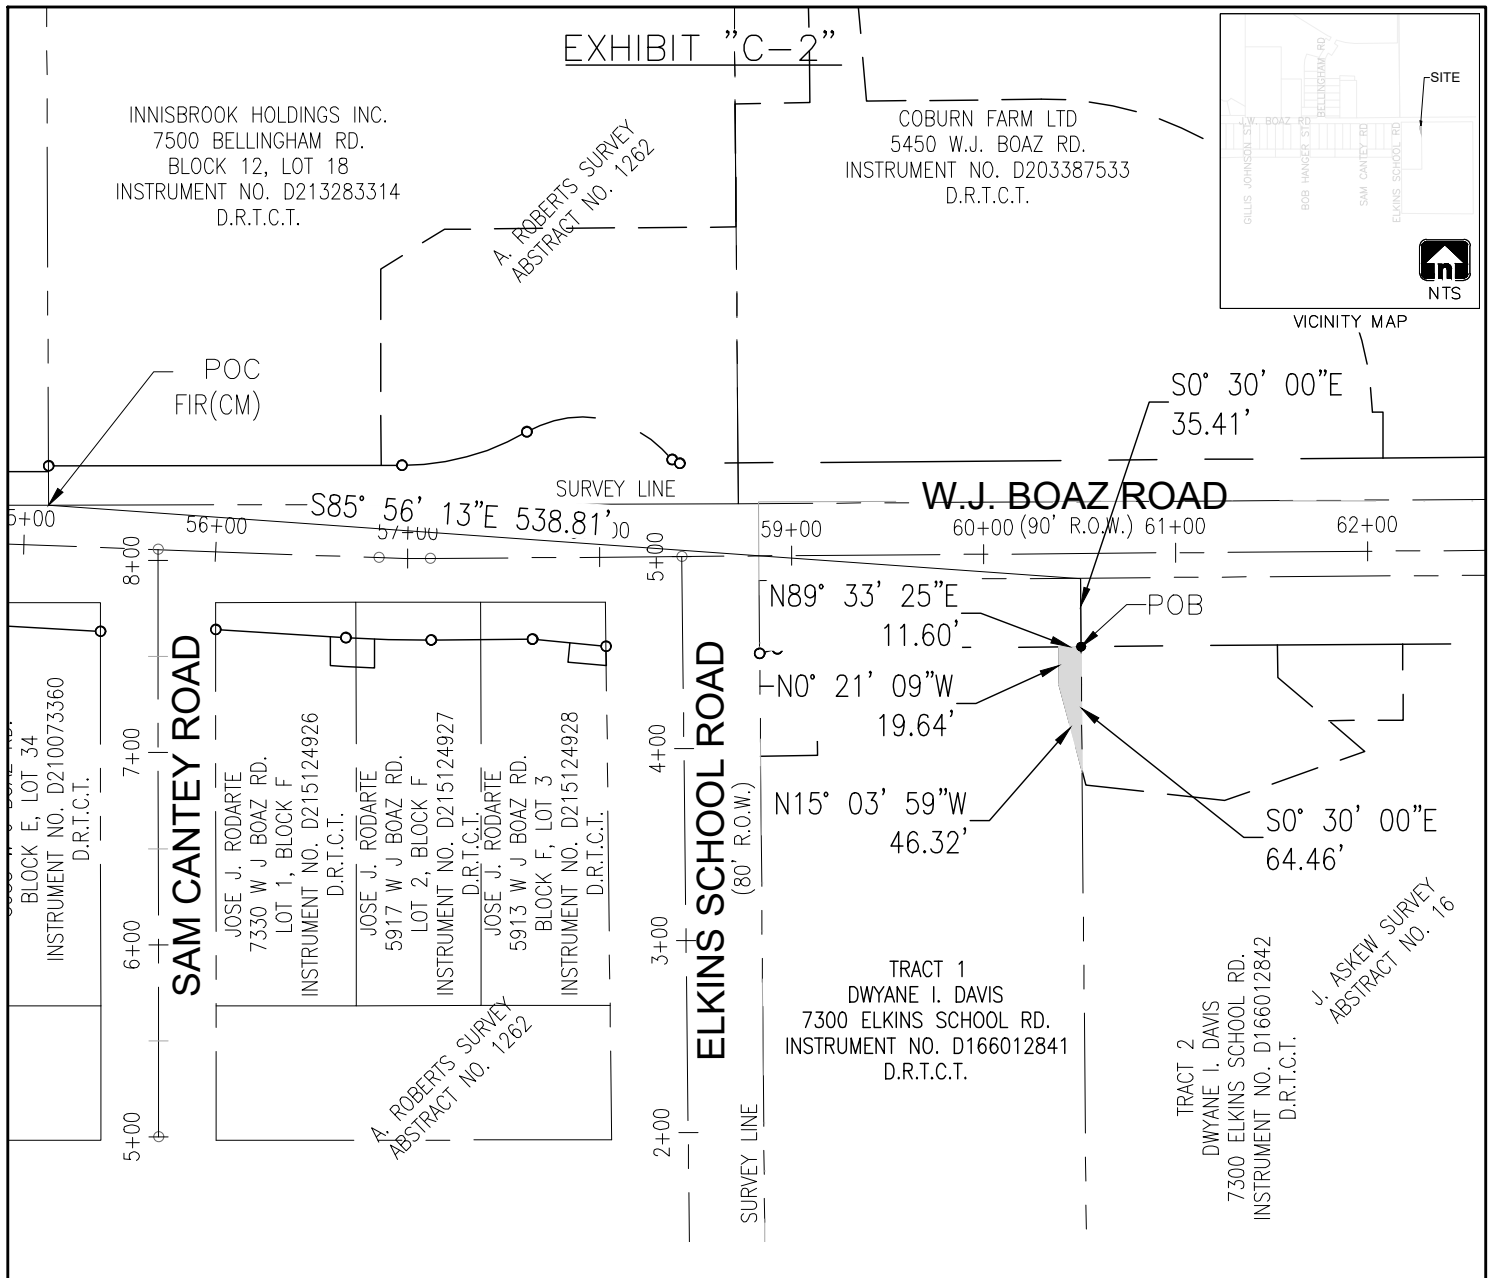 EXHIBIT "C-2"
INNISBROOK HOLDINGS INC.
7500 BELLINGHAM RD.
BLOCK 12, LOT 18
INSTRUMENT NO. D213283314
D.R.T.C.T.
A. ROBERTS SURVEY
ABSTRACT NO. 1262
COBURN FARM LTD
5450 W.J. BOAZ RD.
INSTRUMENT NO. D203387533
D.R.T.C.T.
BELLINGHAM RD
SITE
W. BOAZ RD
GILLIS JOHNSON ST
BOB HANGER ST
SAM CANTEY RD
ELKINS SCHOOL RD
n
NTS
VICINITY MAP
POC
FIR(CM)
S0° 30' 00"E
35.41'
SURVEY LINE
W.J. BOAZ ROAD
(90' R.O.W.)
S85° 56' 13"E 538.81'
5+00
56+00
57+00
59+00
60+00
61+00
62+00
8+00
7+00
6+00
5+00
SAM CANTEY ROAD
5+00
4+00
3+00
2+00
ELKINS SCHOOL ROAD
(80' R.O.W.)
SURVEY LINE
N89° 33' 25"E
11.60'
POB
N0° 21' 09"W
19.64'
N15° 03' 59"W
46.32'
S0° 30' 00"E
64.46'
BLOCK E, LOT 34
INSTRUMENT NO. D210073360
D.R.T.C.T.
JOSE J. RODARTE
7330 W J BOAZ RD.
LOT 1, BLOCK F
INSTRUMENT NO. D215124926
D.R.T.C.T.
JOSE J. RODARTE
5917 W J BOAZ RD.
LOT 2, BLOCK F
INSTRUMENT NO. D215124927
D.R.T.C.T.
JOSE J. RODARTE
5913 W J BOAZ RD.
BLOCK F, LOT 3
INSTRUMENT NO. D215124928
D.R.T.C.T.
A. ROBERTS SURVEY
ABSTRACT NO. 1262
TRACT 1
DWYANE I. DAVIS
7300 ELKINS SCHOOL RD.
INSTRUMENT NO. D166012841
D.R.T.C.T.
TRACT 2
DWYANE I. DAVIS
7300 ELKINS SCHOOL RD.
INSTRUMENT NO. D166012842
D.R.T.C.T.
J. ASKEW SURVEY
ABSTRACT NO. 16